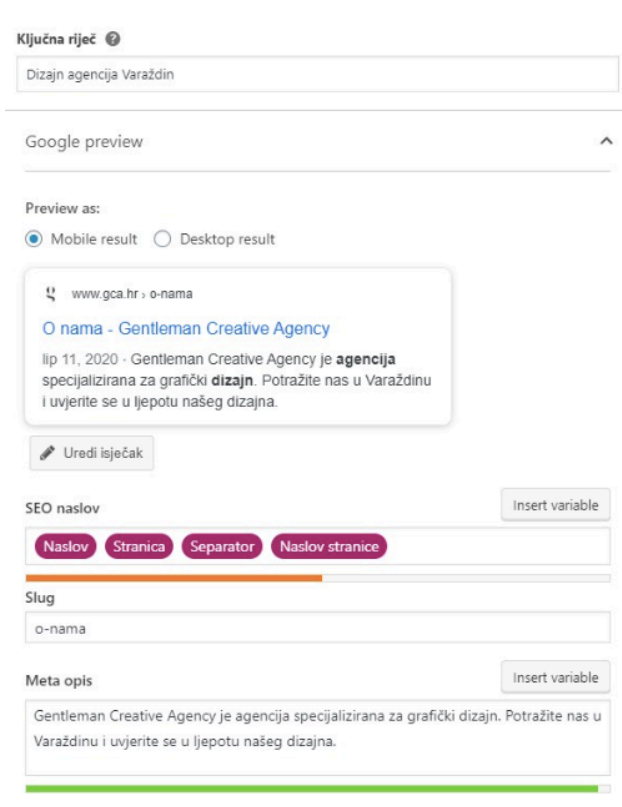 Ključna riječ
Dizajn agencija Varaždin
Google preview
Preview as:
Mobile result Desktop result
www.gca.hr › o-nama
O nama - Gentleman Creative Agency
lip 11, 2020 · Gentleman Creative Agency je agencija
specijalizirana za grafički dizajn. Potražite nas u Varaždinu
i uvjerite se u ljepotu našeg dizajna.
Uredi isječak
SEO naslov Insert variable
Naslov Stranica Separator Naslov stranice
Slug
o-nama
Meta opis Insert variable
Gentleman Creative Agency je agencija specijalizirana za grafički dizajn. Potražite nas u
Varaždinu i uvjerite se u ljepotu našeg dizajna.